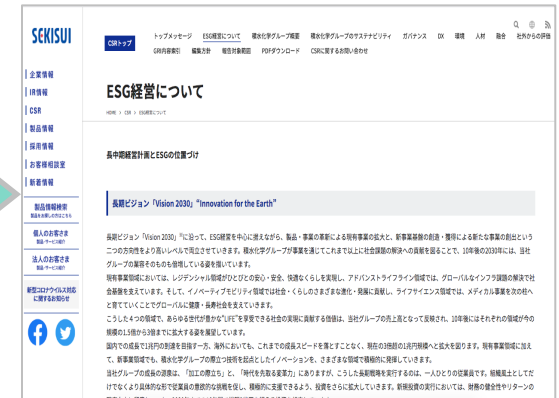 SEKISUI
CSRトップ
トップメッセージ ESG経営について 積水化学グループ概要 積水化学グループのサステナビリティ ガバナンス DX 環境 人材 融合 社外からの評価
GRI内容索引 編集方針 報告対象範囲 PDFダウンロード CSRに関するお問い合わせ
企業情報
IR情報
CSR
製品情報
採用情報
お客様相談室
新着情報
製品情報検索
製品をお探しの方はこちら
個人のお客さま
製品・サービス紹介
法人のお客さま
製品・サービス紹介
新型コロナウイルス対応
に関するお知らせ
ESG経営について
HOME > CSR > ESG経営について
長中期経営計画とESGの位置づけ
長期ビジョン「Vision 2030」“Innovation for the Earth”
長期ビジョン「Vision 2030」に沿って、ESG経営を中心に据えながら、製品・事業の革新による現有事業の拡大と、新事業基盤の創造・獲得による新たな事業の創出という
二つの方向性をより高いレベルで両立させていきます。積水化学グループが事業を通じてこれまで以上に社会課題の解決への貢献を図ることで、10年後の2030年には、当社
グループの業容そのものも倍増している姿を描いています。
現有事業領域においては、レジデンシャル領域がひとびとの安心・安全、快適なくらしを実現し、アドバンストライフライン領域では、グローバルなインフラ課題の解決で社
会基盤を支えています。そして、イノベーティブモビリティ領域では社会・くらしのさまざまな進化・発展に貢献し、ライフサイエンス領域では、メディカル事業を次の柱へ
と育てていくことでグローバルに健康・長寿社会を支えていきます。
こうした4つの領域で、あらゆる世代が豊かな“LIFE”を享受できる社会の実現に貢献する価値は、当社グループの売上高となって反映され、10年後にはそれぞれの領域が今の
規模の1.5倍から3倍までに拡大する姿を展望しています。
国内での成長で1兆円の到達を目指す一方、海外においても、これまでの成長スピードを落とすことなく、現在の3倍超の1兆円規模へと拡大を図ります。現有事業領域に加え
て、新事業領域でも、積水化学グループの際立つ技術を起点としたイノベーションを、さまざまな領域で積極的に発揮していきます。
当社グループの成長の源泉は、「加工の際立ち」と、「時代を先取る変革力」にありますが、こうした長期戦略を実行するのは、一人ひとりの従業員です。組織風土としてだ
けでなくより具体的な形で従業員の意欲的な挑戦を促し、積極的に支援できるよう、投資をさらに拡大していきます。新規投資の実行においては、財務の健全性やリターンの